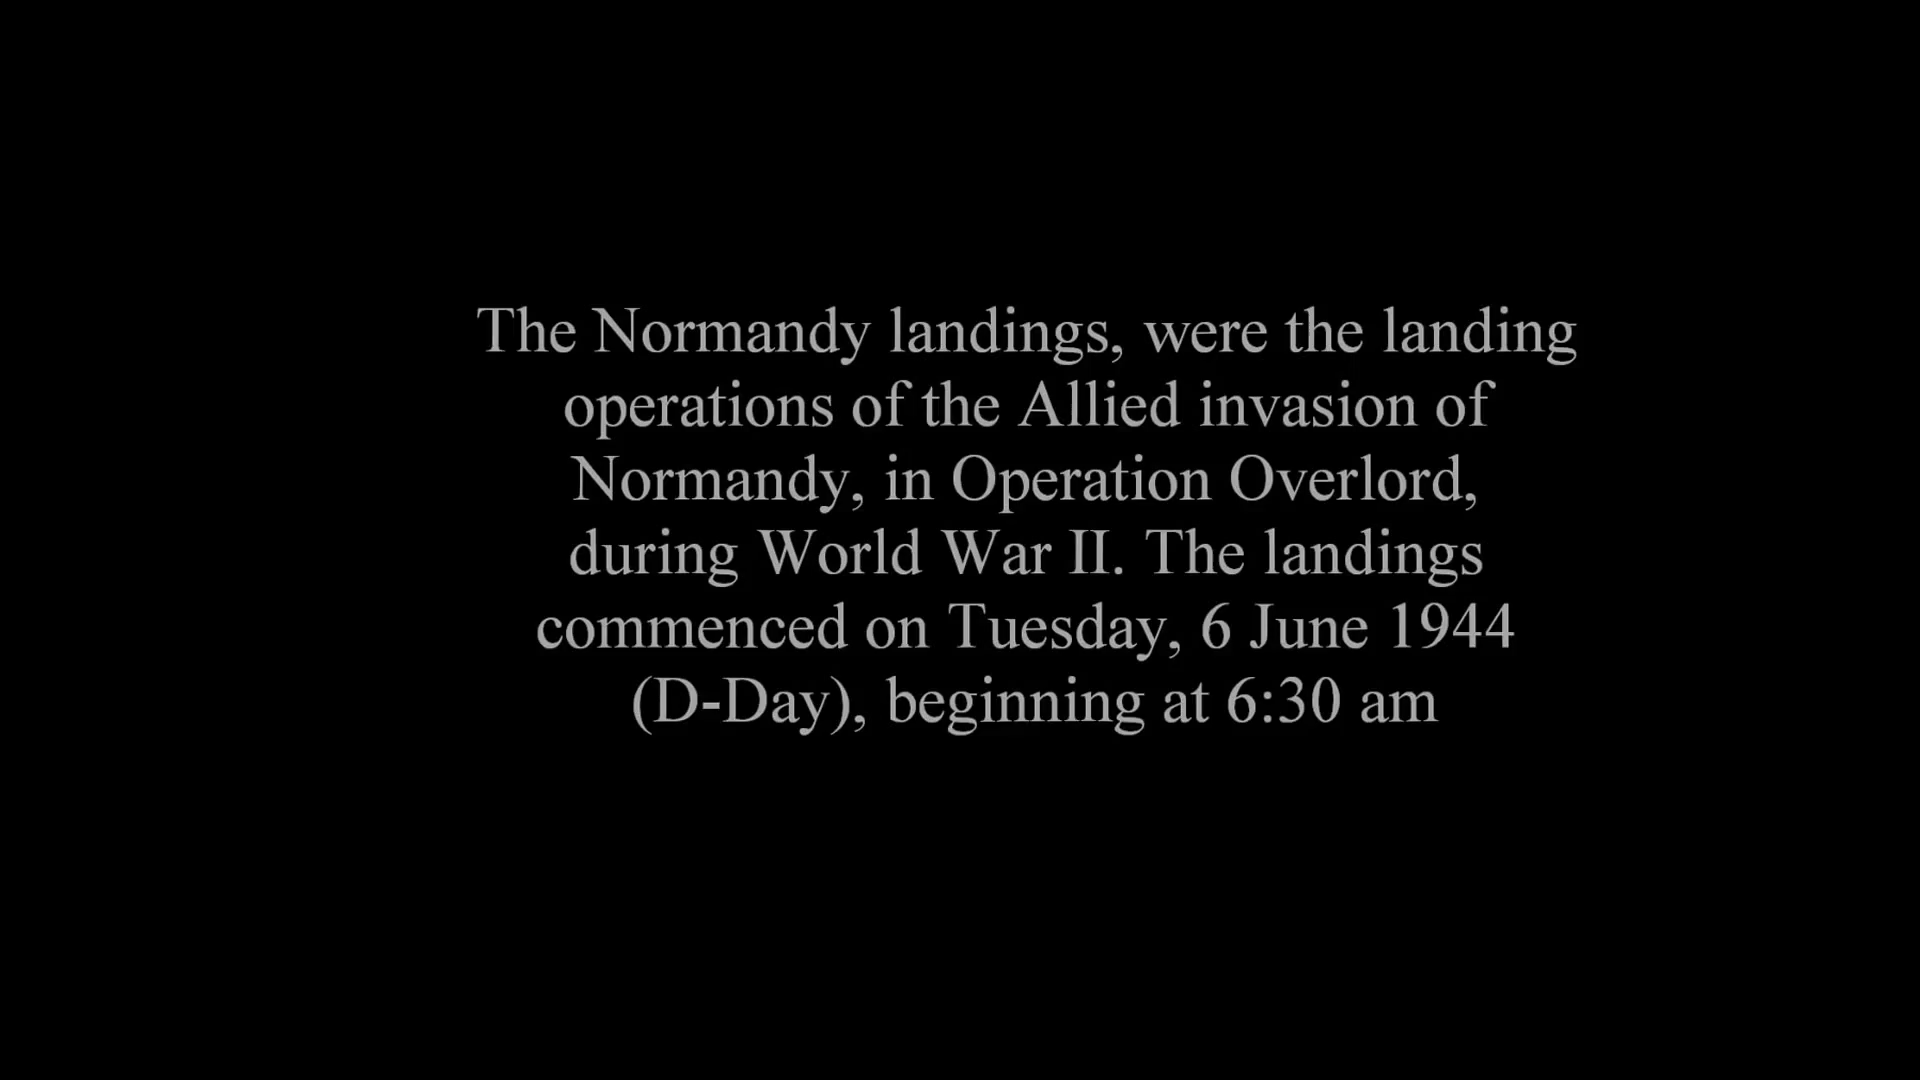 The Normandy landings, were the landing
operations of the Allied invasion of
Normandy, in Operation Overlord,
during World War II. The landings
commenced on Tuesday, 6 June 1944
(D-Day), beginning at 6:30 am